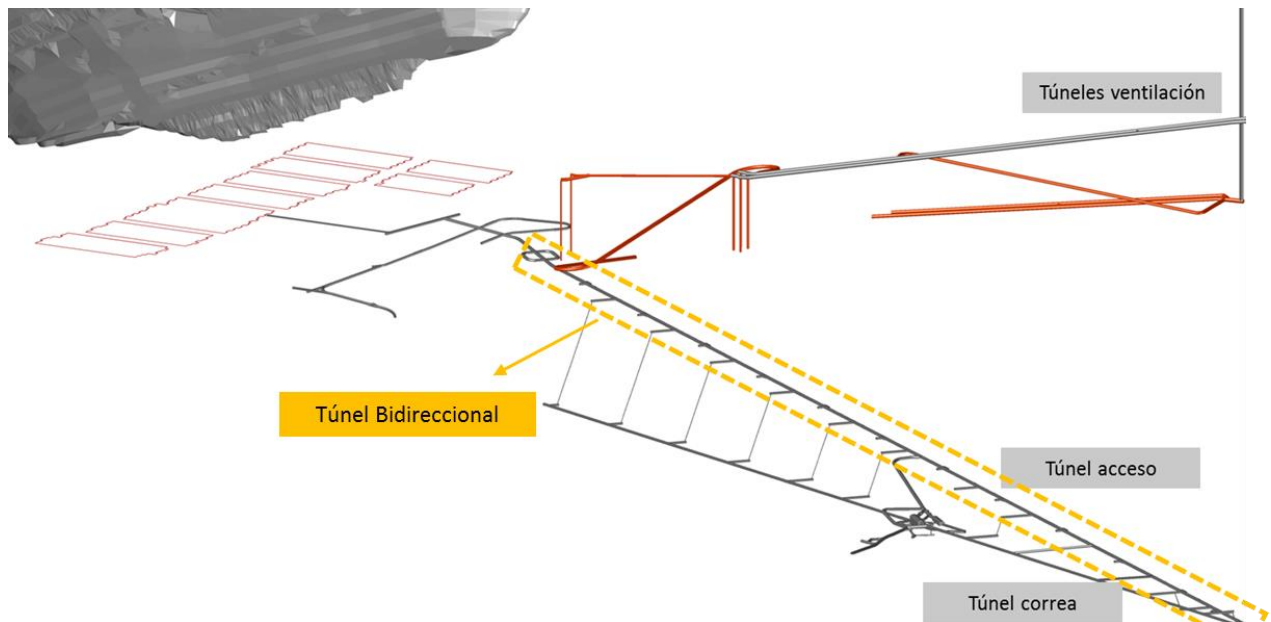 Túneles ventilación
Túnel Bidireccional
Túnel acceso
Túnel correa